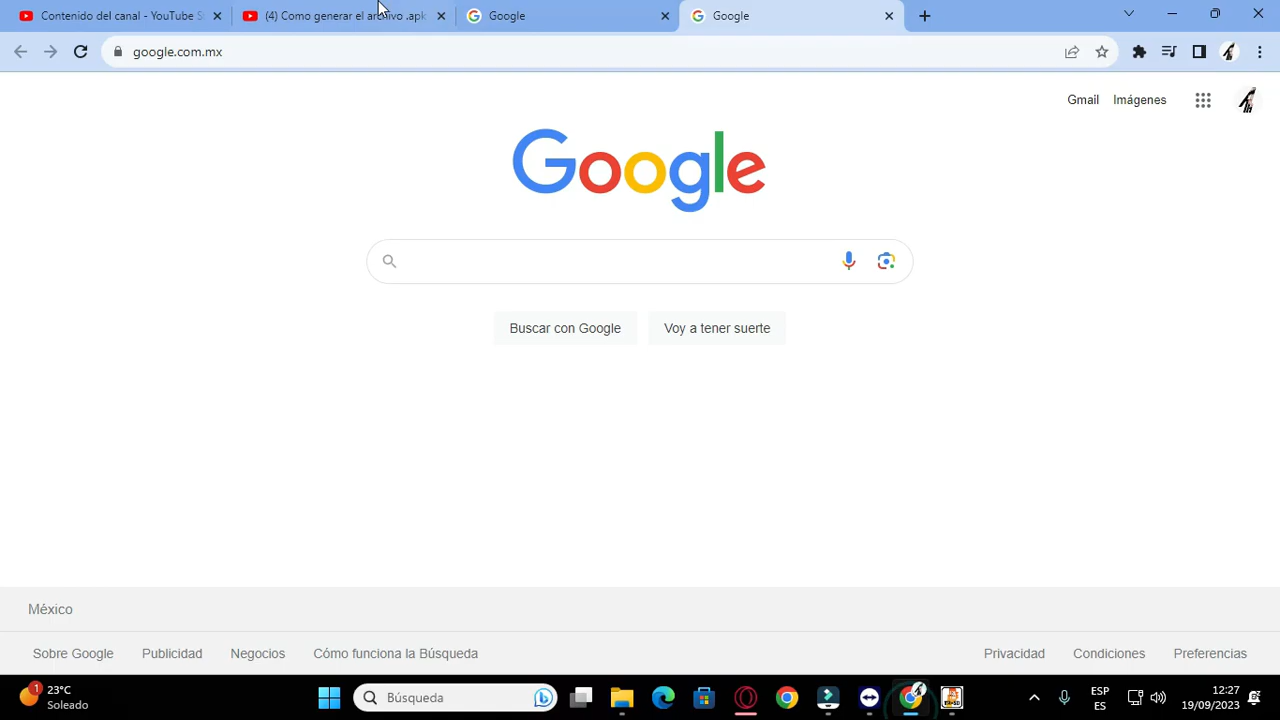 Contenido del canal - YouTube S
(4) Como generar el archivo .apk
Google
Google
google.com.mx
Gmail
Imágenes
Google
Buscar con Google
Voy a tener suerte
México
Sobre Google
Publicidad
Negocios
Cómo funciona la Búsqueda
Privacidad
Condiciones
Preferencias
1
23°C
Soleado
Búsqueda
ESP
ES
12:27
19/09/2023